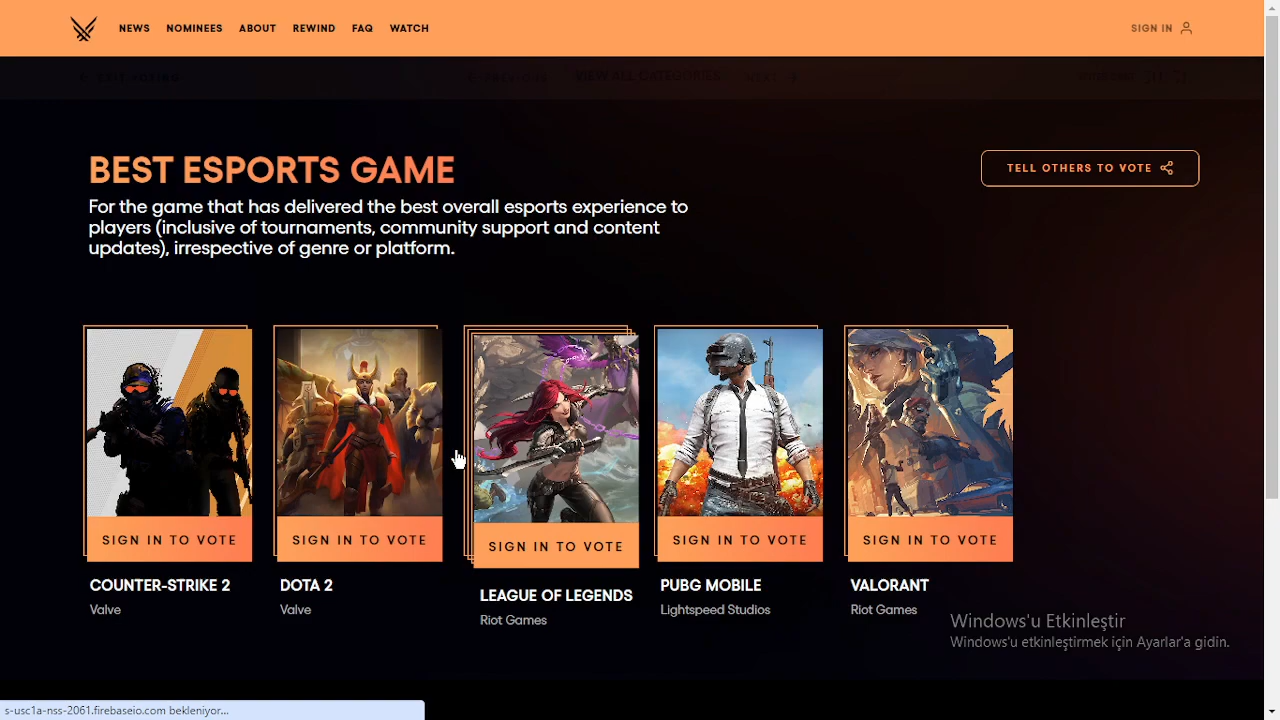 NEWS NOMINEES ABOUT REWIND FAQ WATCH SIGN IN
VIEW ALL CATEGORIES
BEST ESPORTS GAME
TELL OTHERS TO VOTE
For the game that has delivered the best overall esports experience to
players (inclusive of tournaments, community support and content
updates), irrespective of genre or platform.
SIGN IN TO VOTE SIGN IN TO VOTE SIGN IN TO VOTE SIGN IN TO VOTE SIGN IN TO VOTE
COUNTER-STRIKE 2 DOTA 2 LEAGUE OF LEGENDS PUBG MOBILE VALORANT
Valve Valve Riot Games Lightspeed Studios Riot Games
Windows'u Etkinleştir
Windows'u etkinleştirmek için Ayarlar'a gidin.
s-usc1a-nss-2061.firebaseio.com bekleniyor...